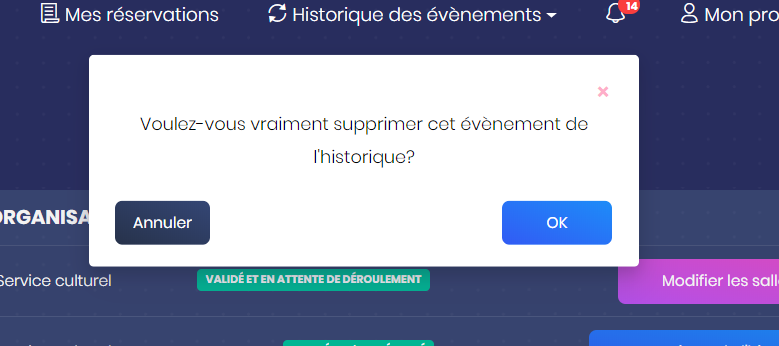 Mes réservations
Historique des évènements
14
Mon pro
Voulez-vous vraiment supprimer cet évènement de
l'historique?
Annuler
OK
ORGANISA
Service culturel
VALIDÉ ET EN ATTENTE DE DÉROULEMENT
Modifier les sall